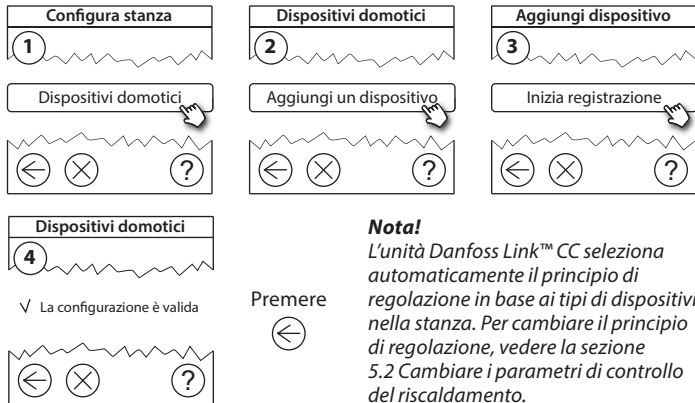 Configura stanza
1
Dispositivi domotici
?
Dispositivi domotici
2
Aggiungi un dispositivo
?
Aggiungi dispositivo
3
Inizia registrazione
?
Dispositivi domotici
4
√ La configurazione è valida
?
Premere
Nota!
L'unità Danfoss Link™ CC seleziona
automaticamente il principio di
regolazione in base ai tipi di dispositivi
nella stanza. Per cambiare il principio
di regolazione, vedere la sezione
5.2 Cambiare i parametri di controllo
del riscaldamento.